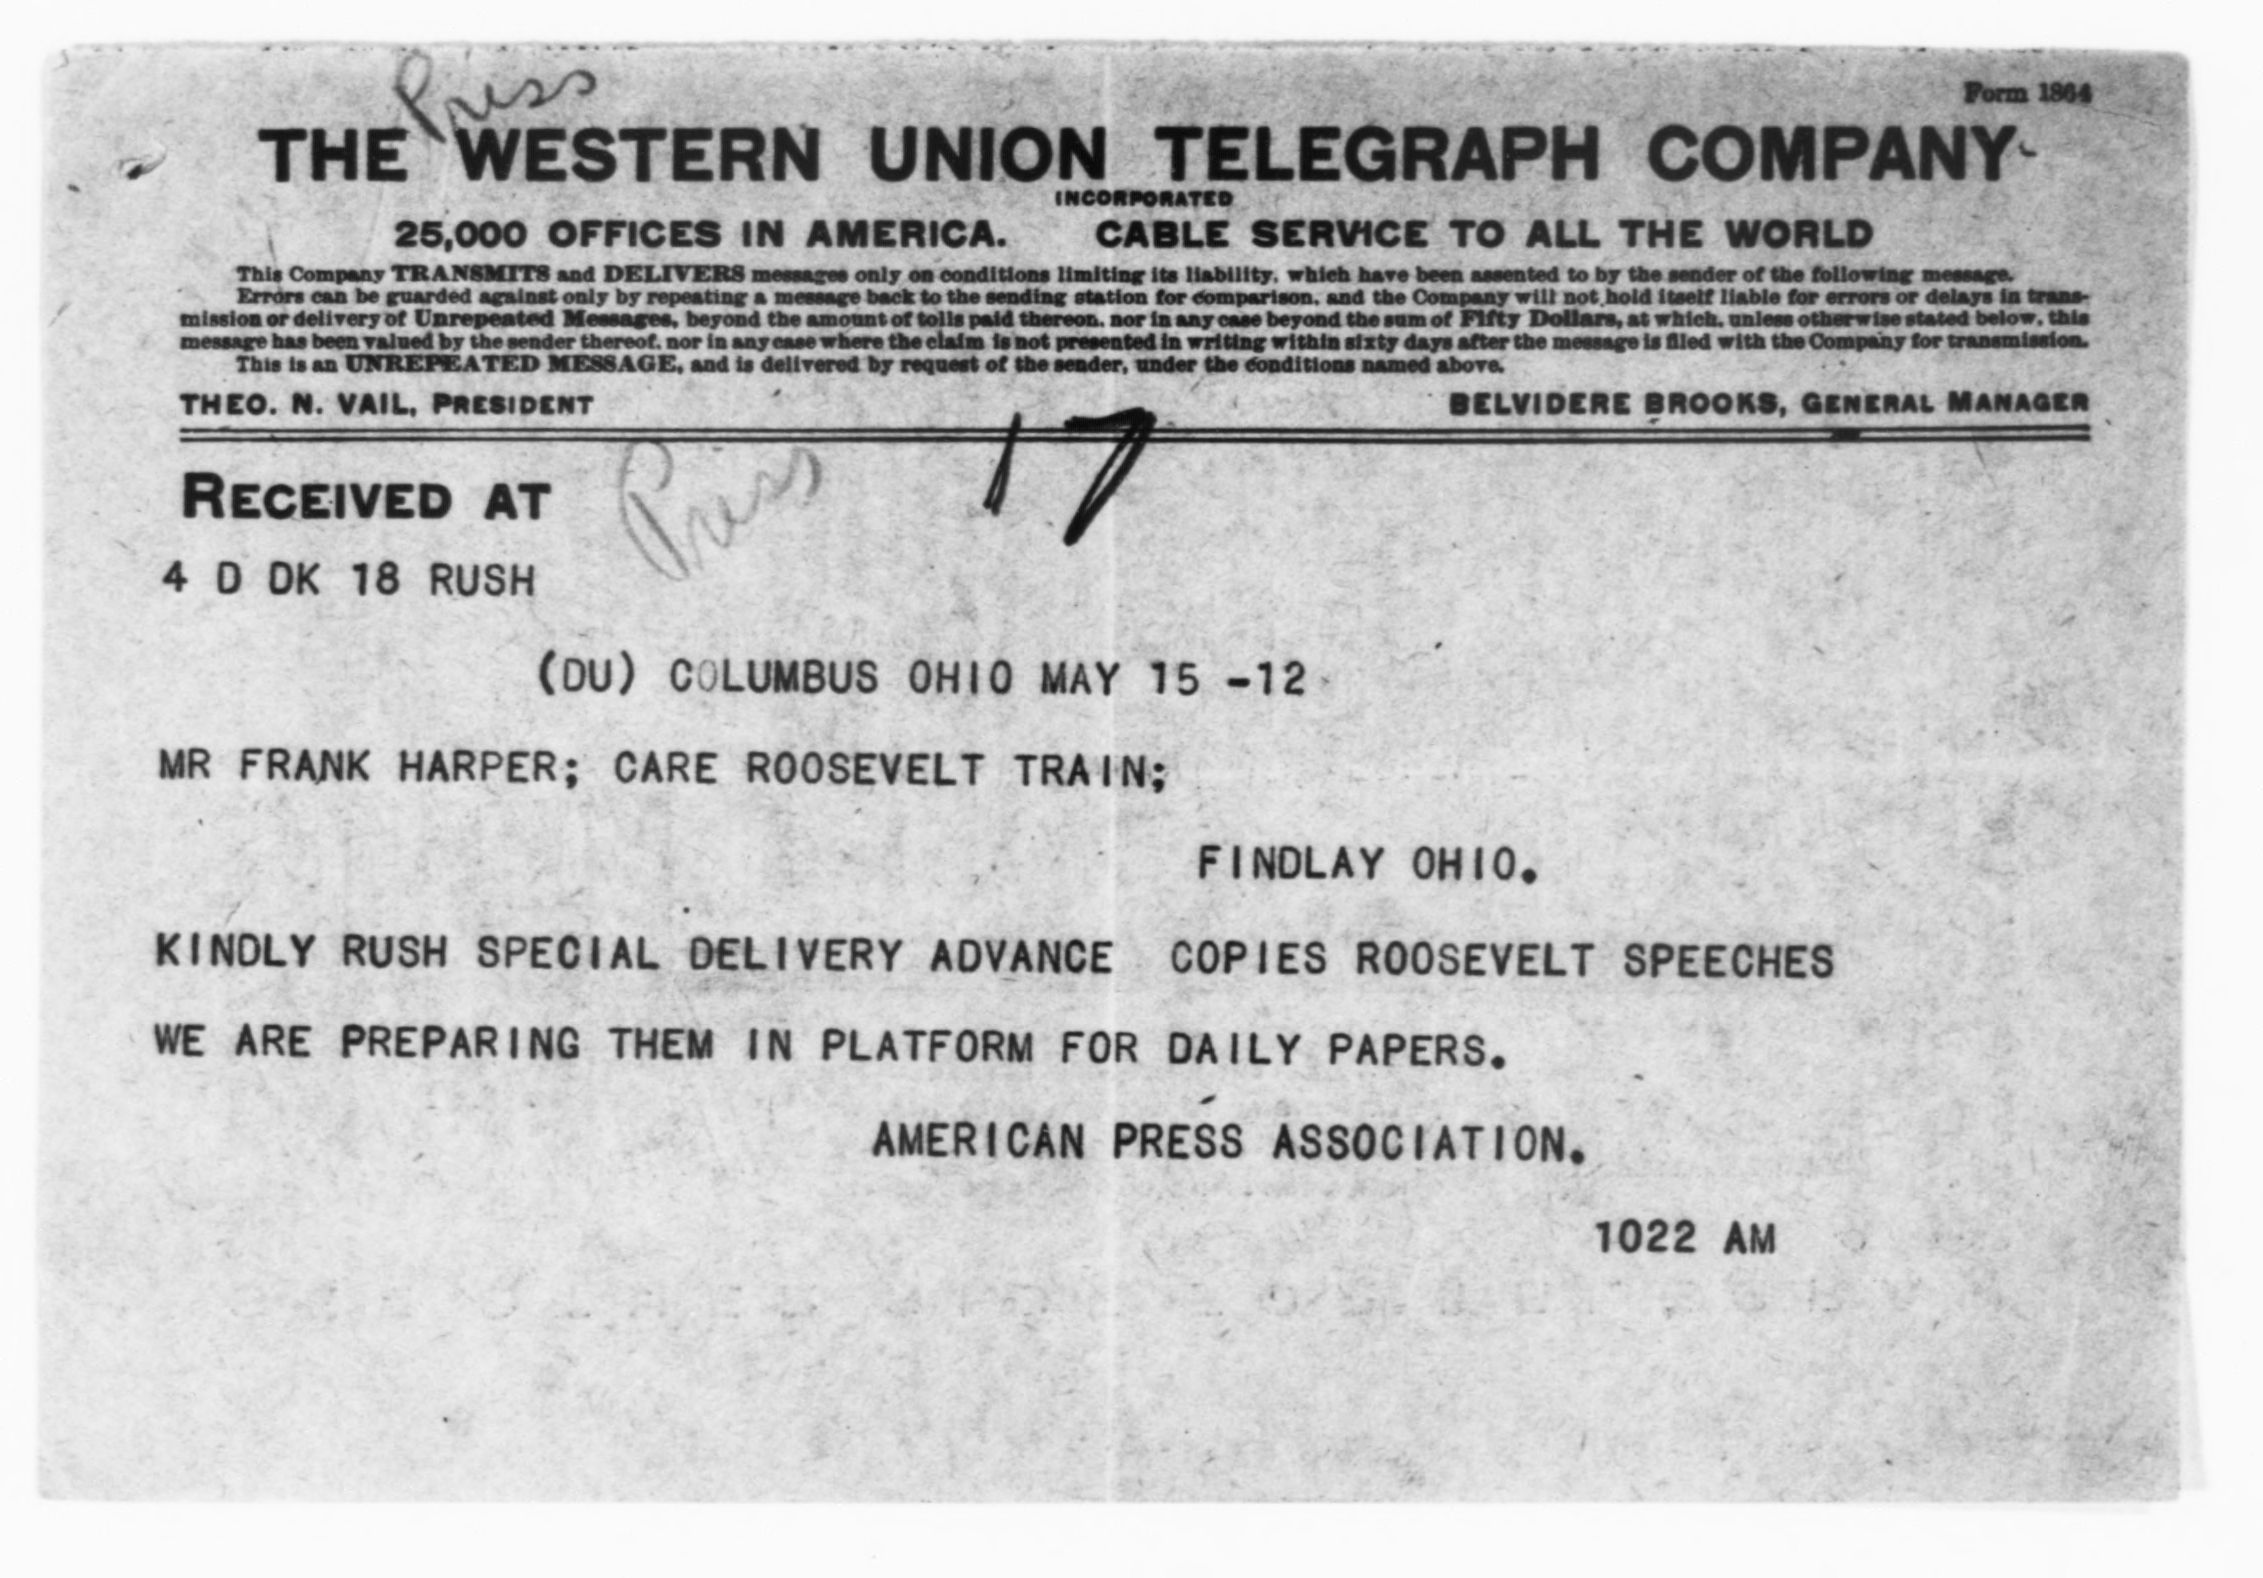 Press
Form 1864
THE WESTERN UNION TELEGRAPH COMPANY
INCORPORATED
25,000 OFFICES IN AMERICA. CABLE SERVICE TO ALL THE WORLD
This Company TRANSMITS and DELIVERS messages only on conditions limiting its liability, which have been assented to by the sender of the following message.
Errors can be guarded against only by repeating a message back to the sending station for comparison, and the Company will not hold itself liable for errors or delays in trans-
mission or delivery of Unrepeated Messages, beyond the amount of tolls paid thereon, nor in any case beyond the sum of Fifty Dollars, at which, unless otherwise stated below, this
message has been valued by the sender thereof, nor in any case where the claim is not presented in writing within sixty days after the message is filed with the Company for transmission.
This is an UNREPEATED MESSAGE, and is delivered by request of the sender, under the conditions named above.
THEO. N. VAIL, PRESIDENT BELVIDERE BROOKS, GENERAL MANAGER
RECEIVED AT Press 17
4 D DK 18 RUSH
(DU) COLUMBUS OHIO MAY 15 -12
MR FRANK HARPER; CARE ROOSEVELT TRAIN;
FINDLAY OHIO.
KINDLY RUSH SPECIAL DELIVERY ADVANCE COPIES ROOSEVELT SPEECHES
WE ARE PREPARING THEM IN PLATFORM FOR DAILY PAPERS.
AMERICAN PRESS ASSOCIATION.
1022 AM